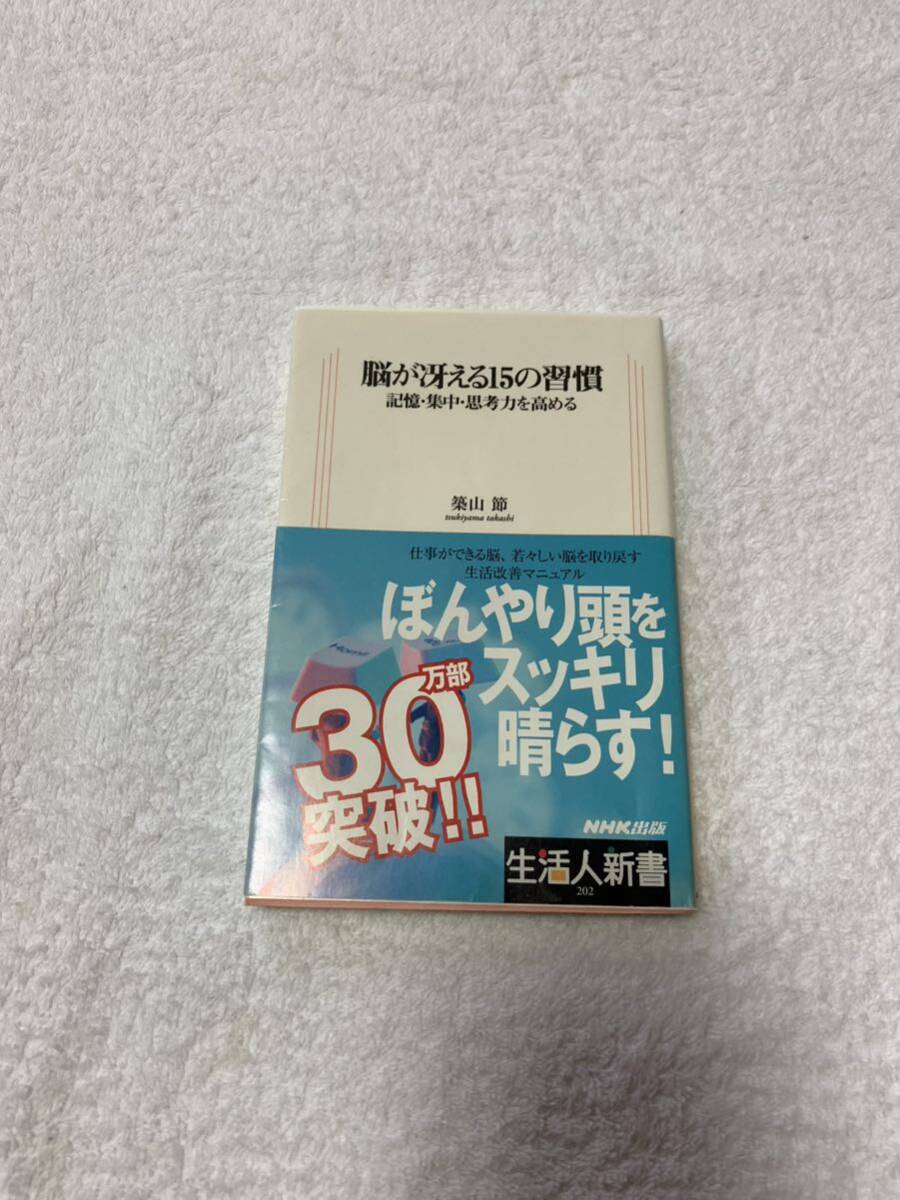 脳が冴える15の習慣
記憶・集中・思考力を高める
築山 節
tsukiyama takashi
仕事ができる脳、若々しい脳を取り戻す
生活改善マニュアル
ぼんやり頭を
スッキリ
晴らす!
30万部
突破!!
NHK出版
生活人新書
202
Home